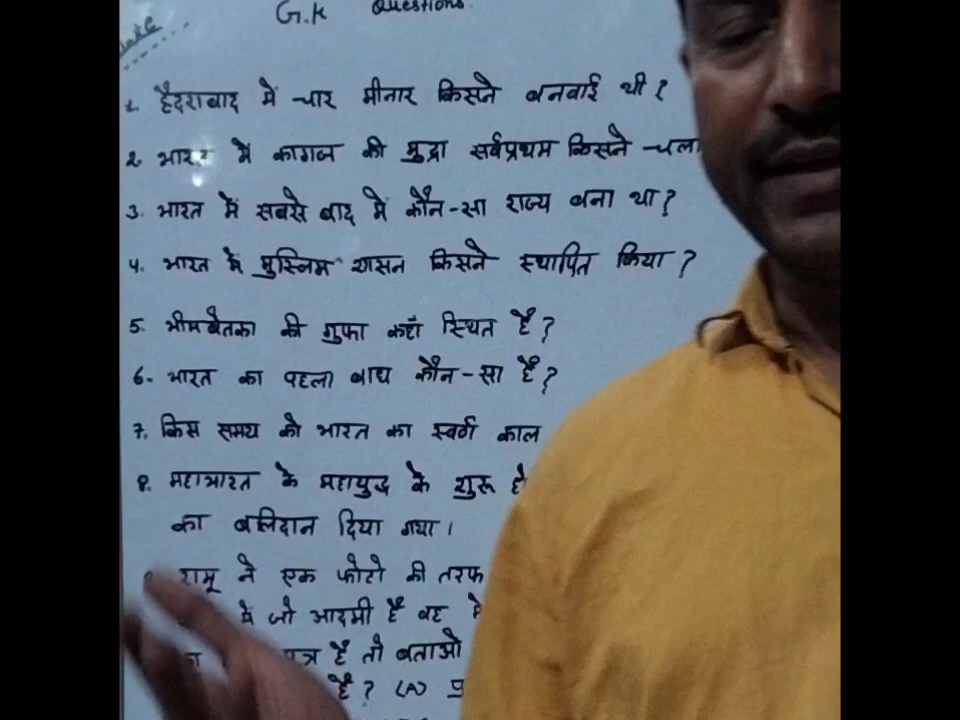 Date
G.K Questions.
1. हैदराबाद में चार मीनार किसने बनवाई थी?
2. भारत में कागज की मुद्रा सर्वप्रथम किसने चला
3. भारत में सबसे बाद में कौन-सा राज्य बना था?
4. भारत में मुस्लिम शासन किसने स्थापित किया?
5. भीमबेतका की गुफा कहाँ स्थित है?
6. भारत का पहला बाघ कौन-सा है?
7. किस समय को भारत का स्वर्ण काल
8. महाभारत के महायुद्ध के शुरू हो
का बलिदान दिया गया।
रामू ने एक फोटो की तरफ
में जो आदमी है वह मे
है तो बताओ
है? (A)